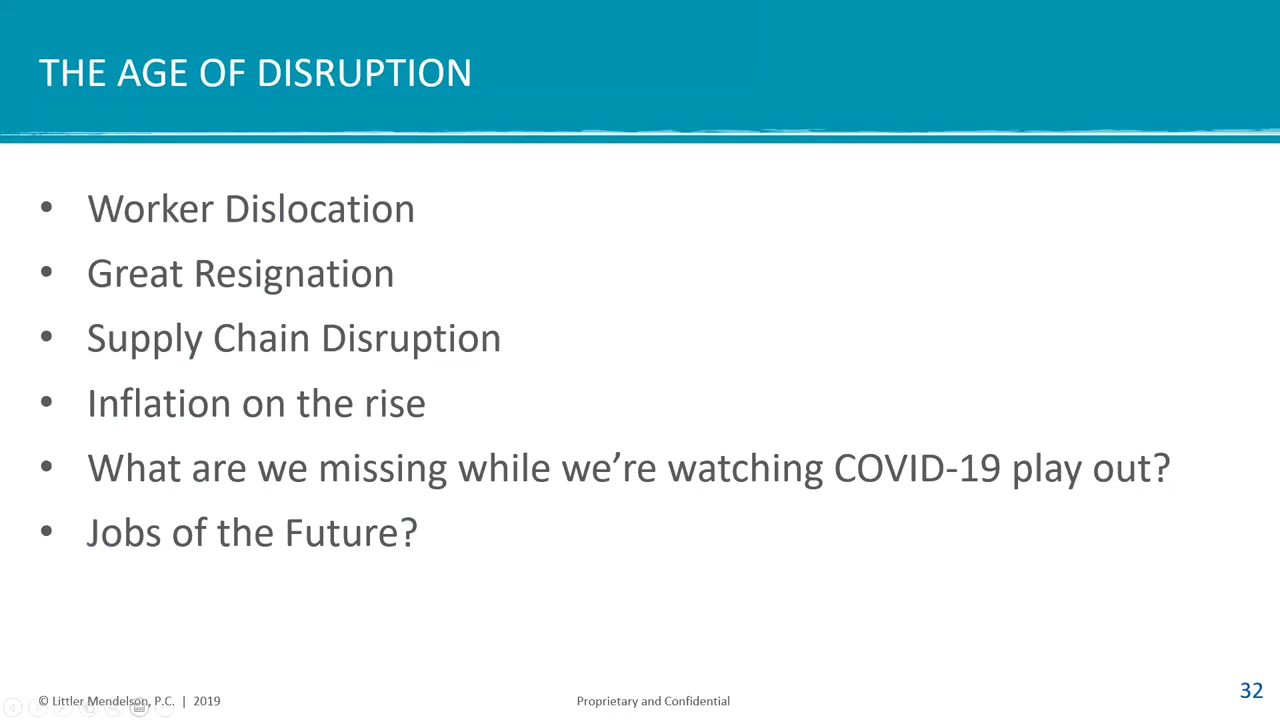 THE AGE OF DISRUPTION
• Worker Dislocation
• Great Resignation
• Supply Chain Disruption
• Inflation on the rise
• What are we missing while we’re watching COVID-19 play out?
• Jobs of the Future?
© Littler Mendelson, P.C. | 2019
Proprietary and Confidential
32